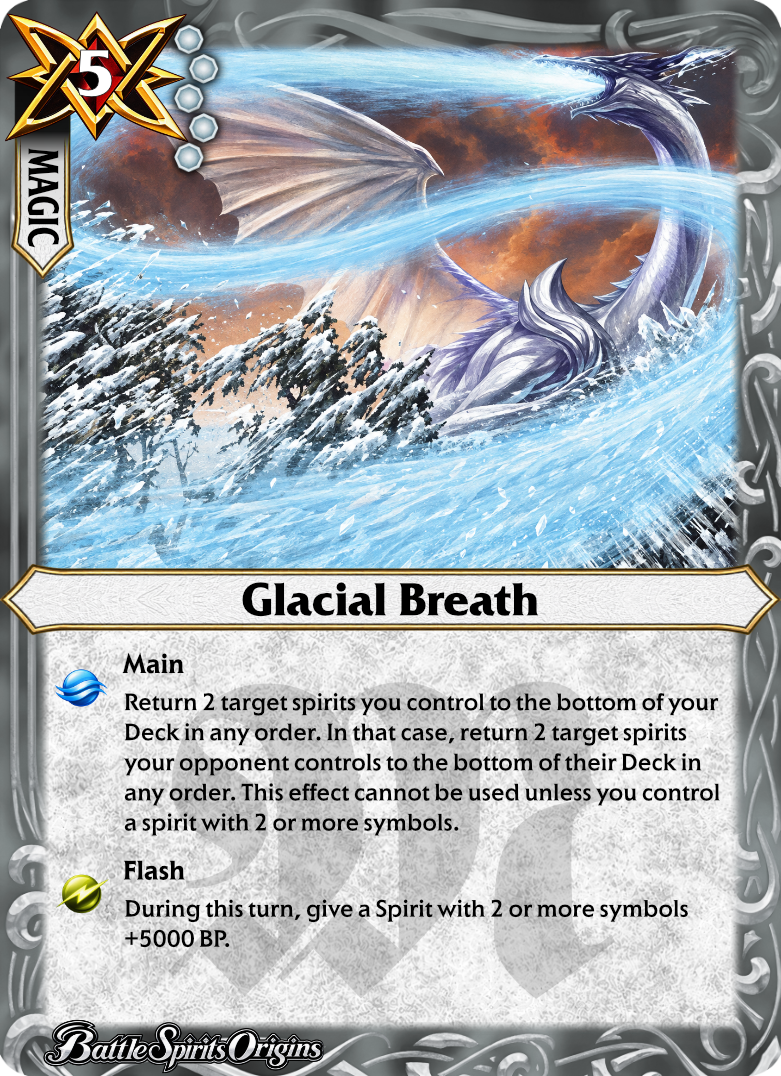 5
MAGIC
Glacial Breath
Main
Return 2 target spirits you control to the bottom of your
Deck in any order. In that case, return 2 target spirits
your opponent controls to the bottom of their Deck in
any order. This effect cannot be used unless you control
a spirit with 2 or more symbols.
Flash
During this turn, give a Spirit with 2 or more symbols
+5000 BP.
Battle Spirits Origins